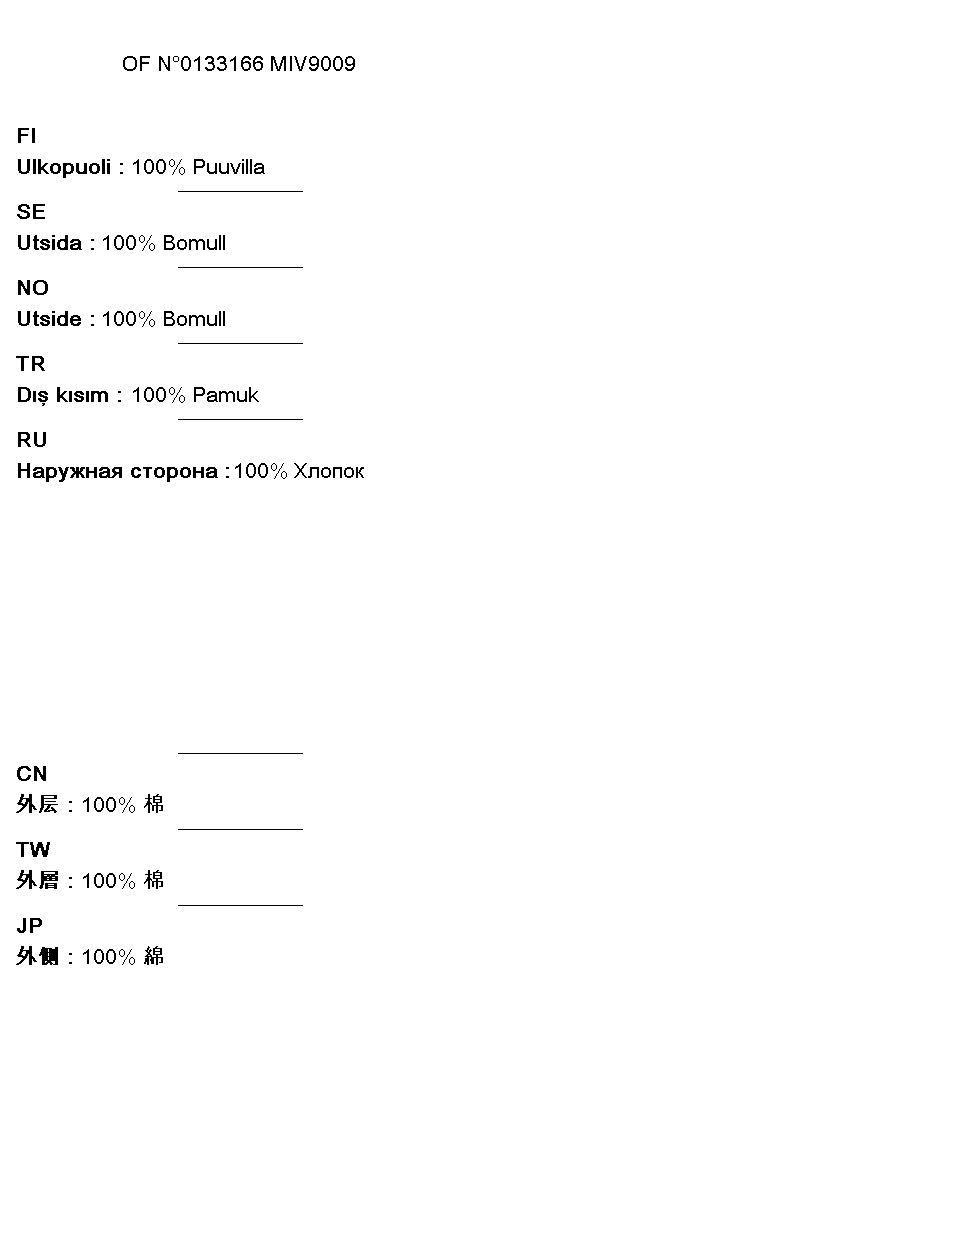 OF N°0133166 MIV9009
FI
Ulkopuoli : 100% Puuvilla
SE
Utsida : 100% Bomull
NO
Utside : 100% Bomull
TR
Dış kısım : 100% Pamuk
RU
Наружная сторона : 100% Хлопок
CN
外层 : 100% 棉
TW
外層 : 100% 棉
JP
外側 : 100% 綿